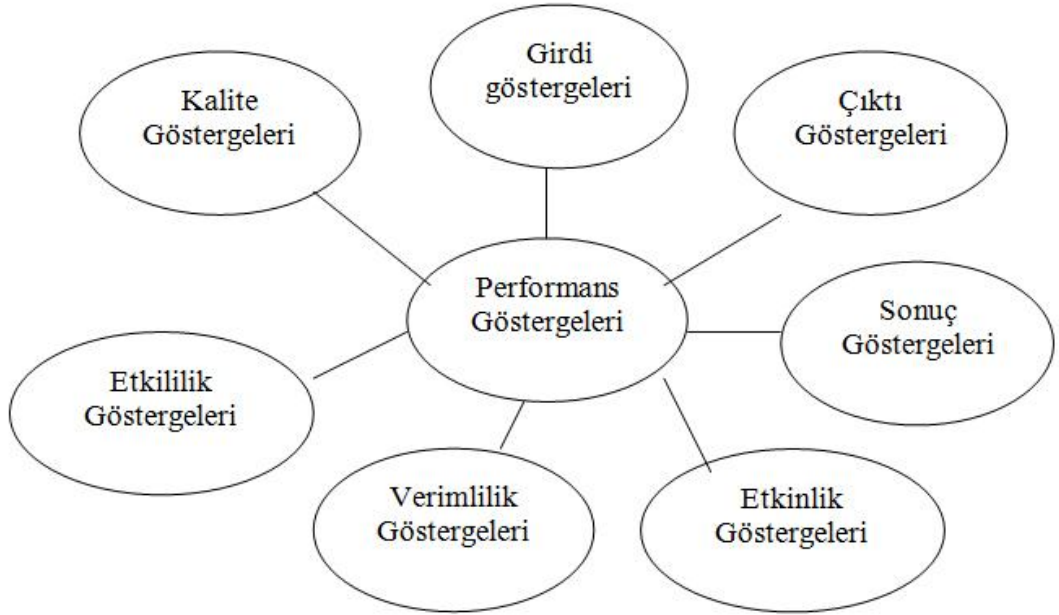 Girdi
göstergeleri
Kalite
Göstergeleri
Çıktı
Göstergeleri
Performans
Göstergeleri
Sonuç
Göstergeleri
Etkililik
Göstergeleri
Verimlilik
Göstergeleri
Etkinlik
Göstergeleri